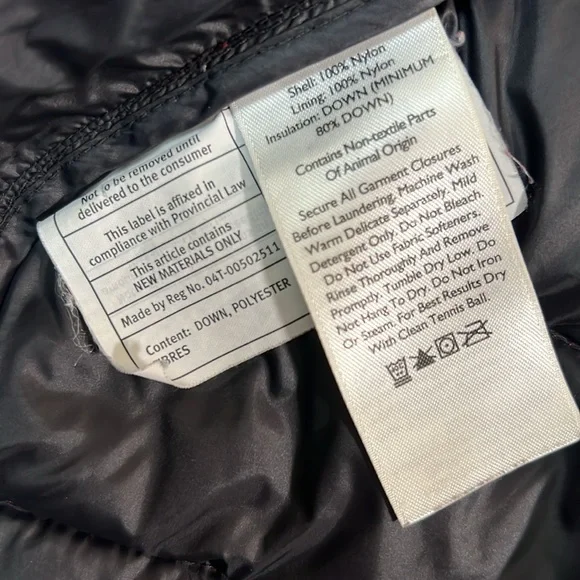 Not to be removed until
delivered to the consumer
This label is affixed in
compliance with Provincial Law
This article contains
NEW MATERIALS ONLY
Made by Reg No. 04T-00502511
Content: DOWN, POLYESTER
Shell: 100% Nylon
Lining: 100% Nylon
Insulation: DOWN (MINIMUM
80% DOWN)
Contains Non-textile Parts
Of Animal Origin
Secure All Garment Closures
Before Laundering. Machine Wash
Warm Delicate Separately. Mild
Detergent Only. Do Not Bleach
Do Not Use Fabric Softeners.
Rinse Thoroughly And Remove
Promptly. Tumble Dry Low. Do
Not Hang To Dry. Do Not Iron
Or Steam. For Best Results Dry
With Clean Tennis Ball.